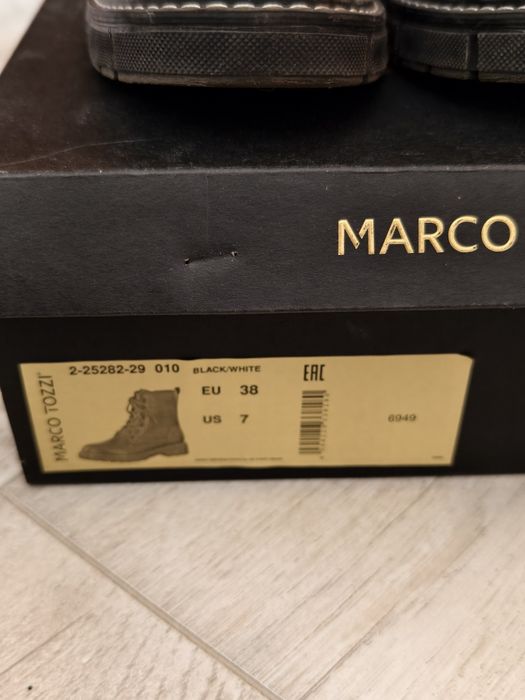 MARCO
MARCO TOZZI
2-25282-29 010 BLACK/WHITE
EU 38
US 7
EAC
6949